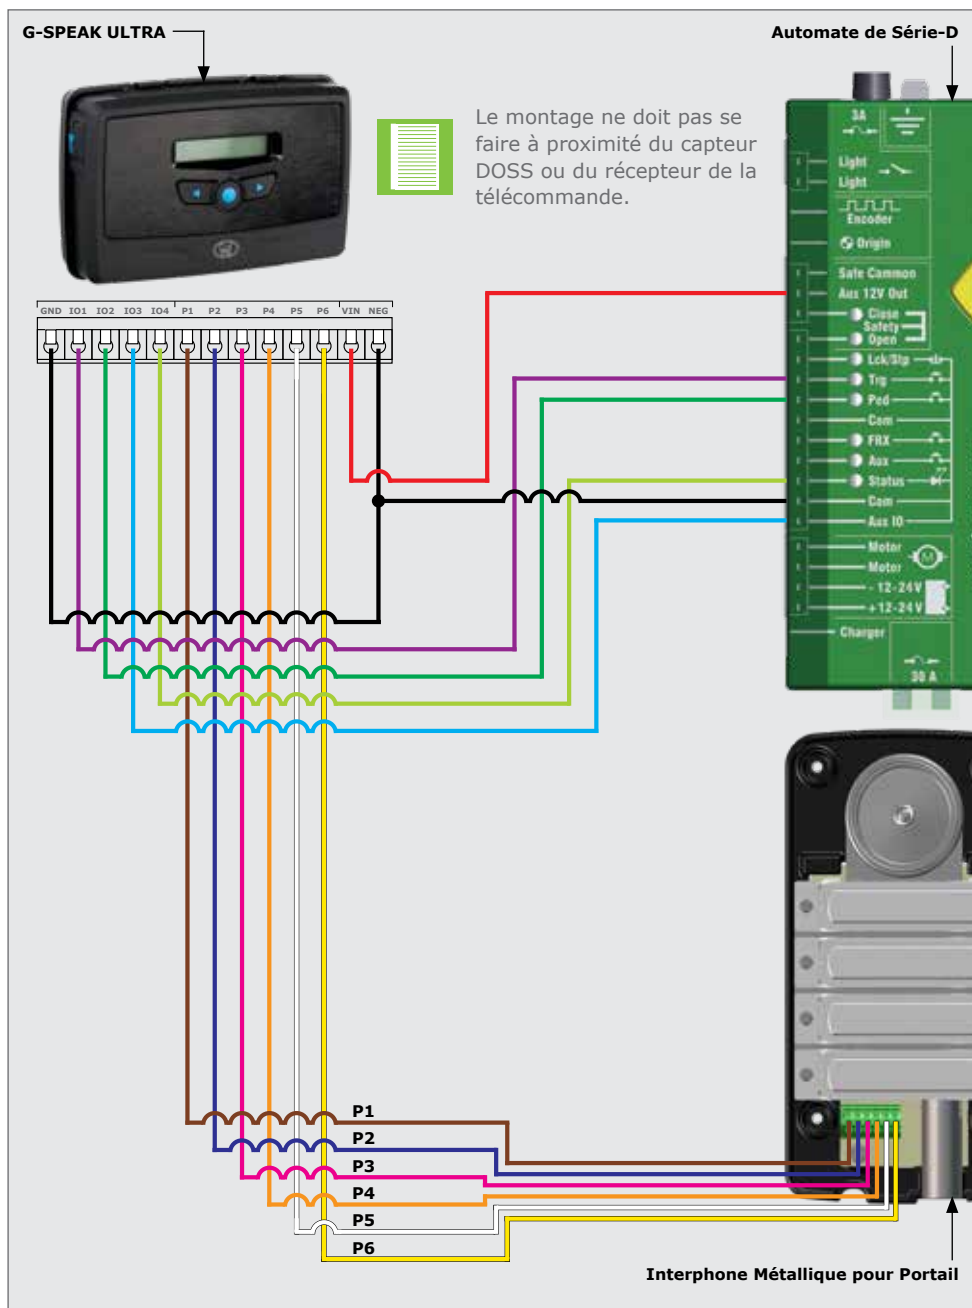 G-SPEAK ULTRA
Automate de Série-D
Le montage ne doit pas se
faire à proximité du capteur
DOSS ou du récepteur de la
télécommande.
3A
Light
Light
Encoder
Origin
Safe Common
Aux 12V Out
Close
Safety
Open
Lck/Stp
Trg
Ped
Com
FRX
Aux
Status
Com
Aux IO
Motor
Motor
M
- 12-24V
+12-24V
Charger
30 A
GND IO1 IO2 IO3 IO4 P1 P2 P3 P4 P5 P6 VIN NEG
P1
P2
P3
P4
P5
P6
Interphone Métallique pour Portail